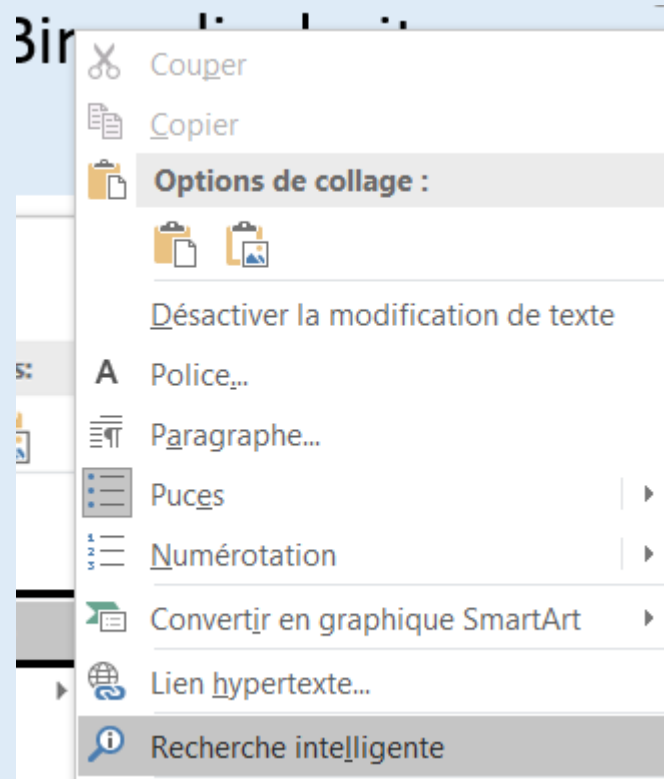 Couper
Copier
Options de collage :
Désactiver la modification de texte
A Police...
Paragraphe...
Puces
Numérotation
Convertir en graphique SmartArt
Lien hypertexte...
Recherche intelligente